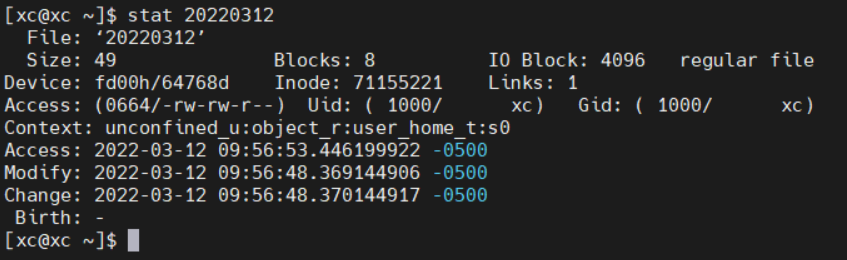 [xc@xc ~]$ stat 20220312
  File: ‘20220312’
  Size: 49        	Blocks: 8          IO Block: 4096   regular file
Device: fd00h/64768d	Inode: 71155221    Links: 1
Access: (0664/-rw-rw-r--)  Uid: ( 1000/      xc)   Gid: ( 1000/      xc)
Context: unconfined_u:object_r:user_home_t:s0
Access: 2022-03-12 09:56:53.446199922 -0500
Modify: 2022-03-12 09:56:48.369144906 -0500
Change: 2022-03-12 09:56:48.370144917 -0500
 Birth: -
[xc@xc ~]$